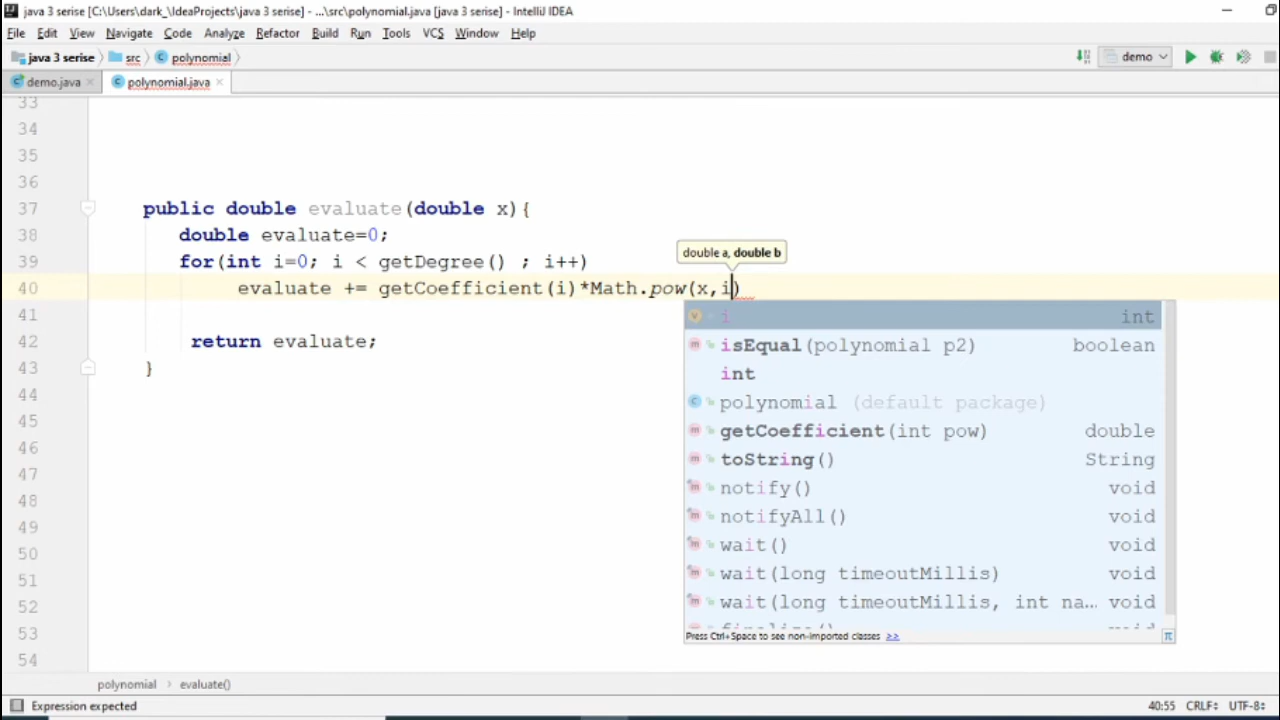 java 3 serise [C:\Users\dark_\IdeaProjects\java 3 serise] - ...\src\polynomial.java [java 3 serise] - IntelliJ IDEA
File Edit View Navigate Code Analyze Refactor Build Run Tools VCS Window Help
java 3 serise src polynomial demo
demo.java polynomial.java
33
34
35
36
37 public double evaluate(double x){
38 double evaluate=0;
double a, double b
39 for(int i=0; i < getDegree() ; i++)
40 evaluate += getCoefficient(i)*Math.pow(x,i)
41
42 return evaluate;
43 }
44
45
46
47
48
49
50
51
52
53
54
i int
isEqual(polynomial p2) boolean
int
polynomial (default package)
getCoefficient(int pow) double
toString() String
notify() void
notifyAll() void
wait() void
wait(long timeoutMillis) void
wait(long timeoutMillis, int na... void
Press Ctrl+Space to see non-imported classes >>
π
polynomial evaluate()
Expression expected 40:55 CRLF UTF-8